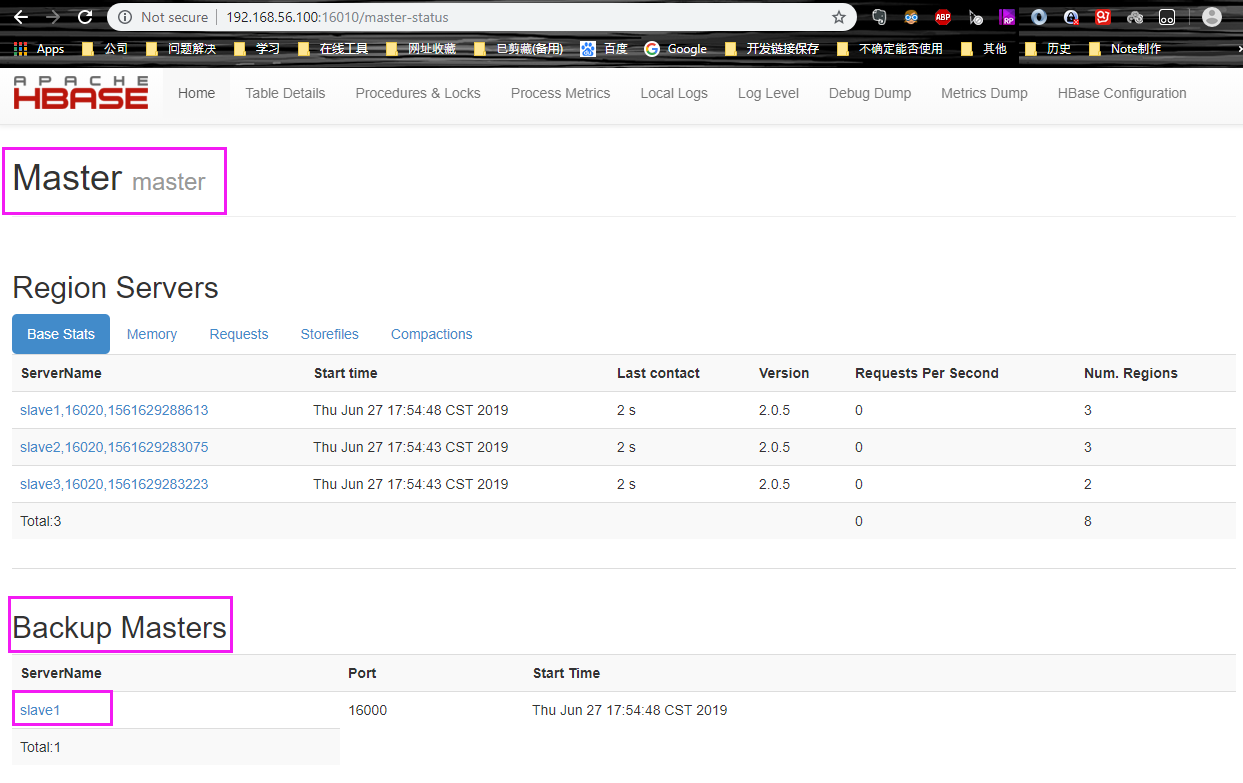 Not secure 192.168.56.100:16010/master-status
ABP RP
Apps 公司 问题解决 学习 在线工具 网址收藏 已剪藏(备用) 百度 Google 开发链接保存 不确定能否使用 其他 历史 Note制作
APACHE
HBASE
Home Table Details Procedures & Locks Process Metrics Local Logs Log Level Debug Dump Metrics Dump HBase Configuration
Master master
Region Servers
Base Stats Memory Requests Storefiles Compactions
ServerName Start time Last contact Version Requests Per Second Num. Regions
slave1,16020,1561629288613 Thu Jun 27 17:54:48 CST 2019 2 s 2.0.5 0 3
slave2,16020,1561629283075 Thu Jun 27 17:54:43 CST 2019 2 s 2.0.5 0 3
slave3,16020,1561629283223 Thu Jun 27 17:54:43 CST 2019 2 s 2.0.5 0 2
Total:3 0 8
Backup Masters
ServerName Port Start Time
slave1 16000 Thu Jun 27 17:54:48 CST 2019
Total:1